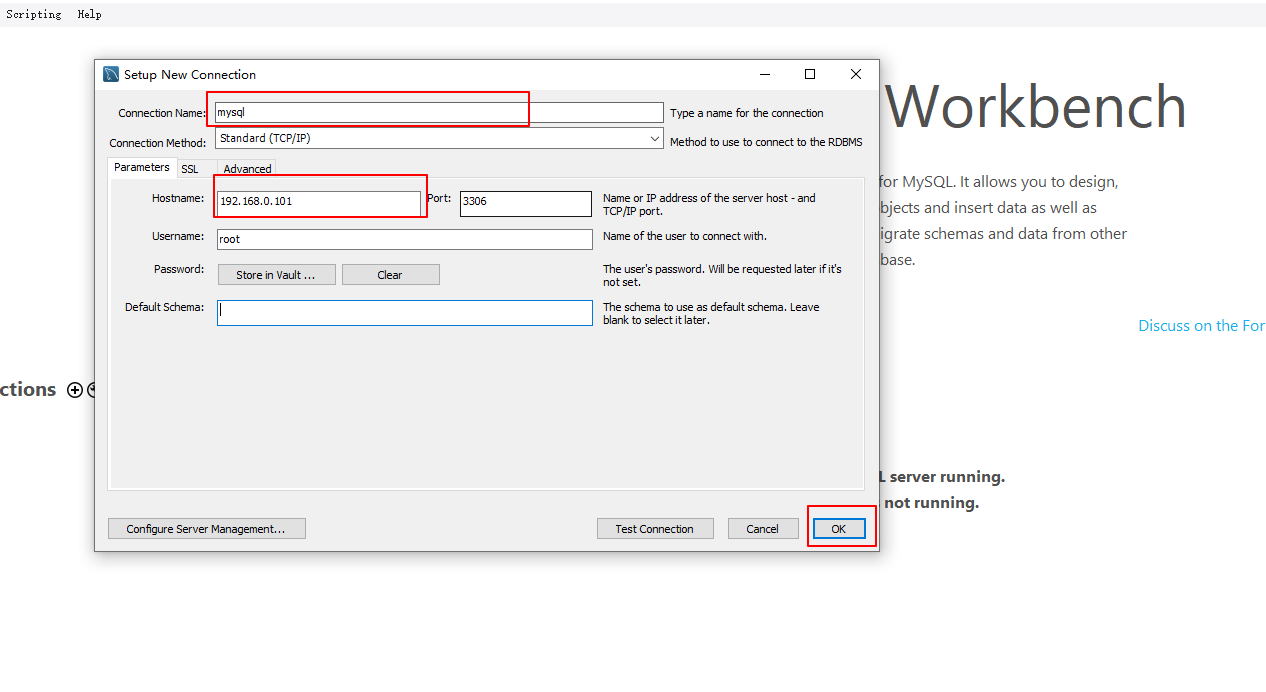 Scripting Help
Setup New Connection
Workbench
Connection Name: mysql Type a name for the connection
Connection Method: Standard (TCP/IP) Method to use to connect to the RDBMS
Parameters SSL Advanced
for MySQL. It allows you to design,
bjects and insert data as well as
igrate schemas and data from other
base.
Hostname: 192.168.0.101 Port: 3306 Name or IP address of the server host - and
TCP/IP port.
Username: root Name of the user to connect with.
Password: Store in Vault ... Clear The user's password. Will be requested later if it's
not set.
Default Schema: The schema to use as default schema. Leave
blank to select it later.
Discuss on the For
ctions
L server running.
not running.
Configure Server Management... Test Connection Cancel OK